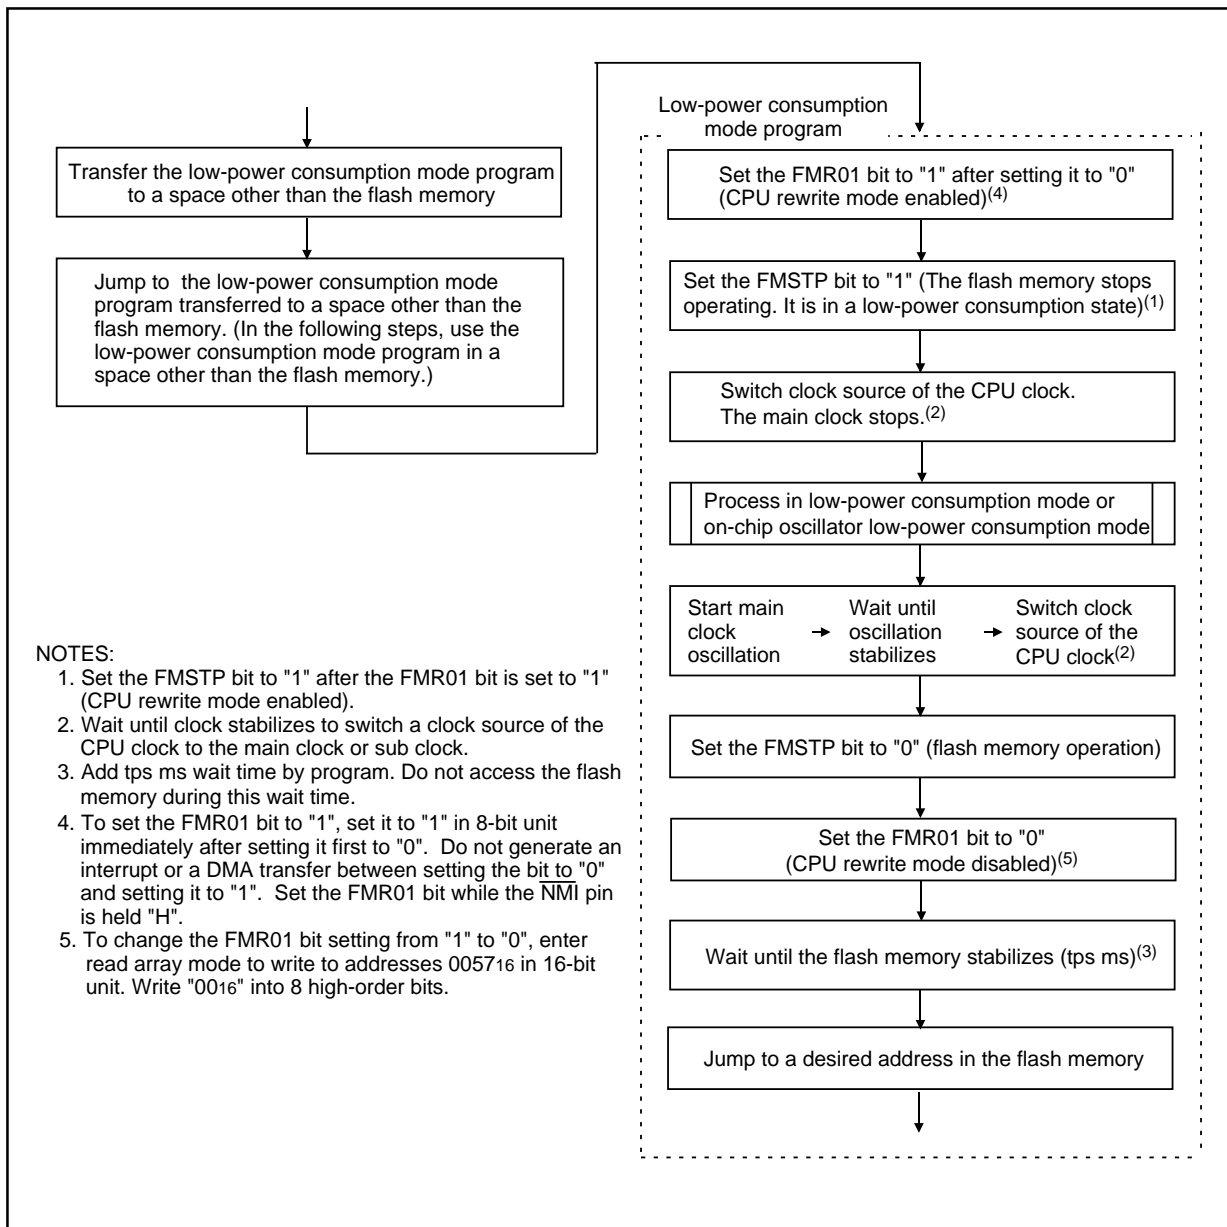 Transfer the low-power consumption mode program
to a space other than the flash memory
Jump to the low-power consumption mode
program transferred to a space other than the
flash memory. (In the following steps, use the
low-power consumption mode program in a
space other than the flash memory.)
Low-power consumption
mode program
Set the FMR01 bit to "1" after setting it to "0"
(CPU rewrite mode enabled)(4)
Set the FMSTP bit to "1" (The flash memory stops
operating. It is in a low-power consumption state)(1)
Switch clock source of the CPU clock.
The main clock stops.(2)
Process in low-power consumption mode or
on-chip oscillator low-power consumption mode
Start main
clock
oscillation
Wait until
oscillation
stabilizes
Switch clock
source of the
CPU clock(2)
Set the FMSTP bit to "0" (flash memory operation)
Set the FMR01 bit to "0"
(CPU rewrite mode disabled)(5)
Wait until the flash memory stabilizes (tps ms)(3)
Jump to a desired address in the flash memory
NOTES:
1. Set the FMSTP bit to "1" after the FMR01 bit is set to "1"
(CPU rewrite mode enabled).
2. Wait until clock stabilizes to switch a clock source of the
CPU clock to the main clock or sub clock.
3. Add tps ms wait time by program. Do not access the flash
memory during this wait time.
4. To set the FMR01 bit to "1", set it to "1" in 8-bit unit
immediately after setting it first to "0". Do not generate an
interrupt or a DMA transfer between setting the bit to "0"
and setting it to "1". Set the FMR01 bit while the N̅M̅I̅ pin
is held "H".
5. To change the FMR01 bit setting from "1" to "0", enter
read array mode to write to addresses 005716 in 16-bit
unit. Write "0016" into 8 high-order bits.